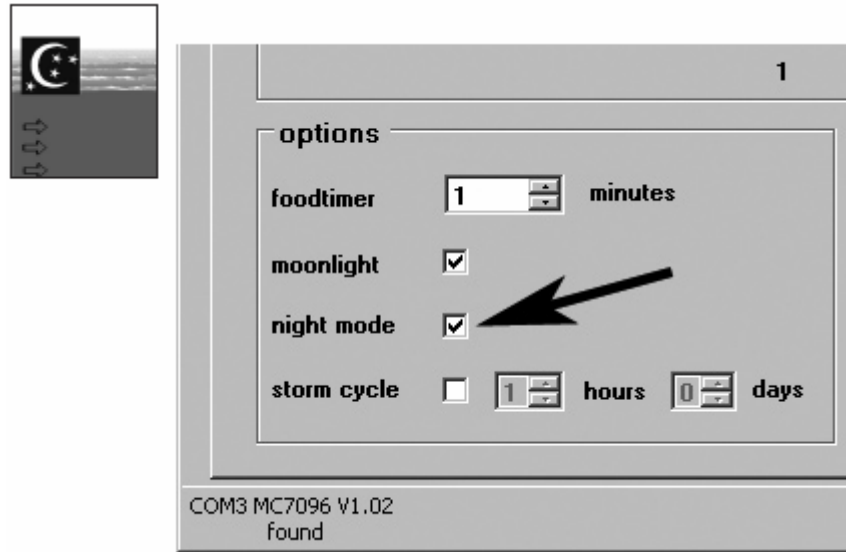 1
options
foodtimer 1 minutes
moonlight
night mode
storm cycle 1 hours 0 days
COM3 MC7096 V1.02
found